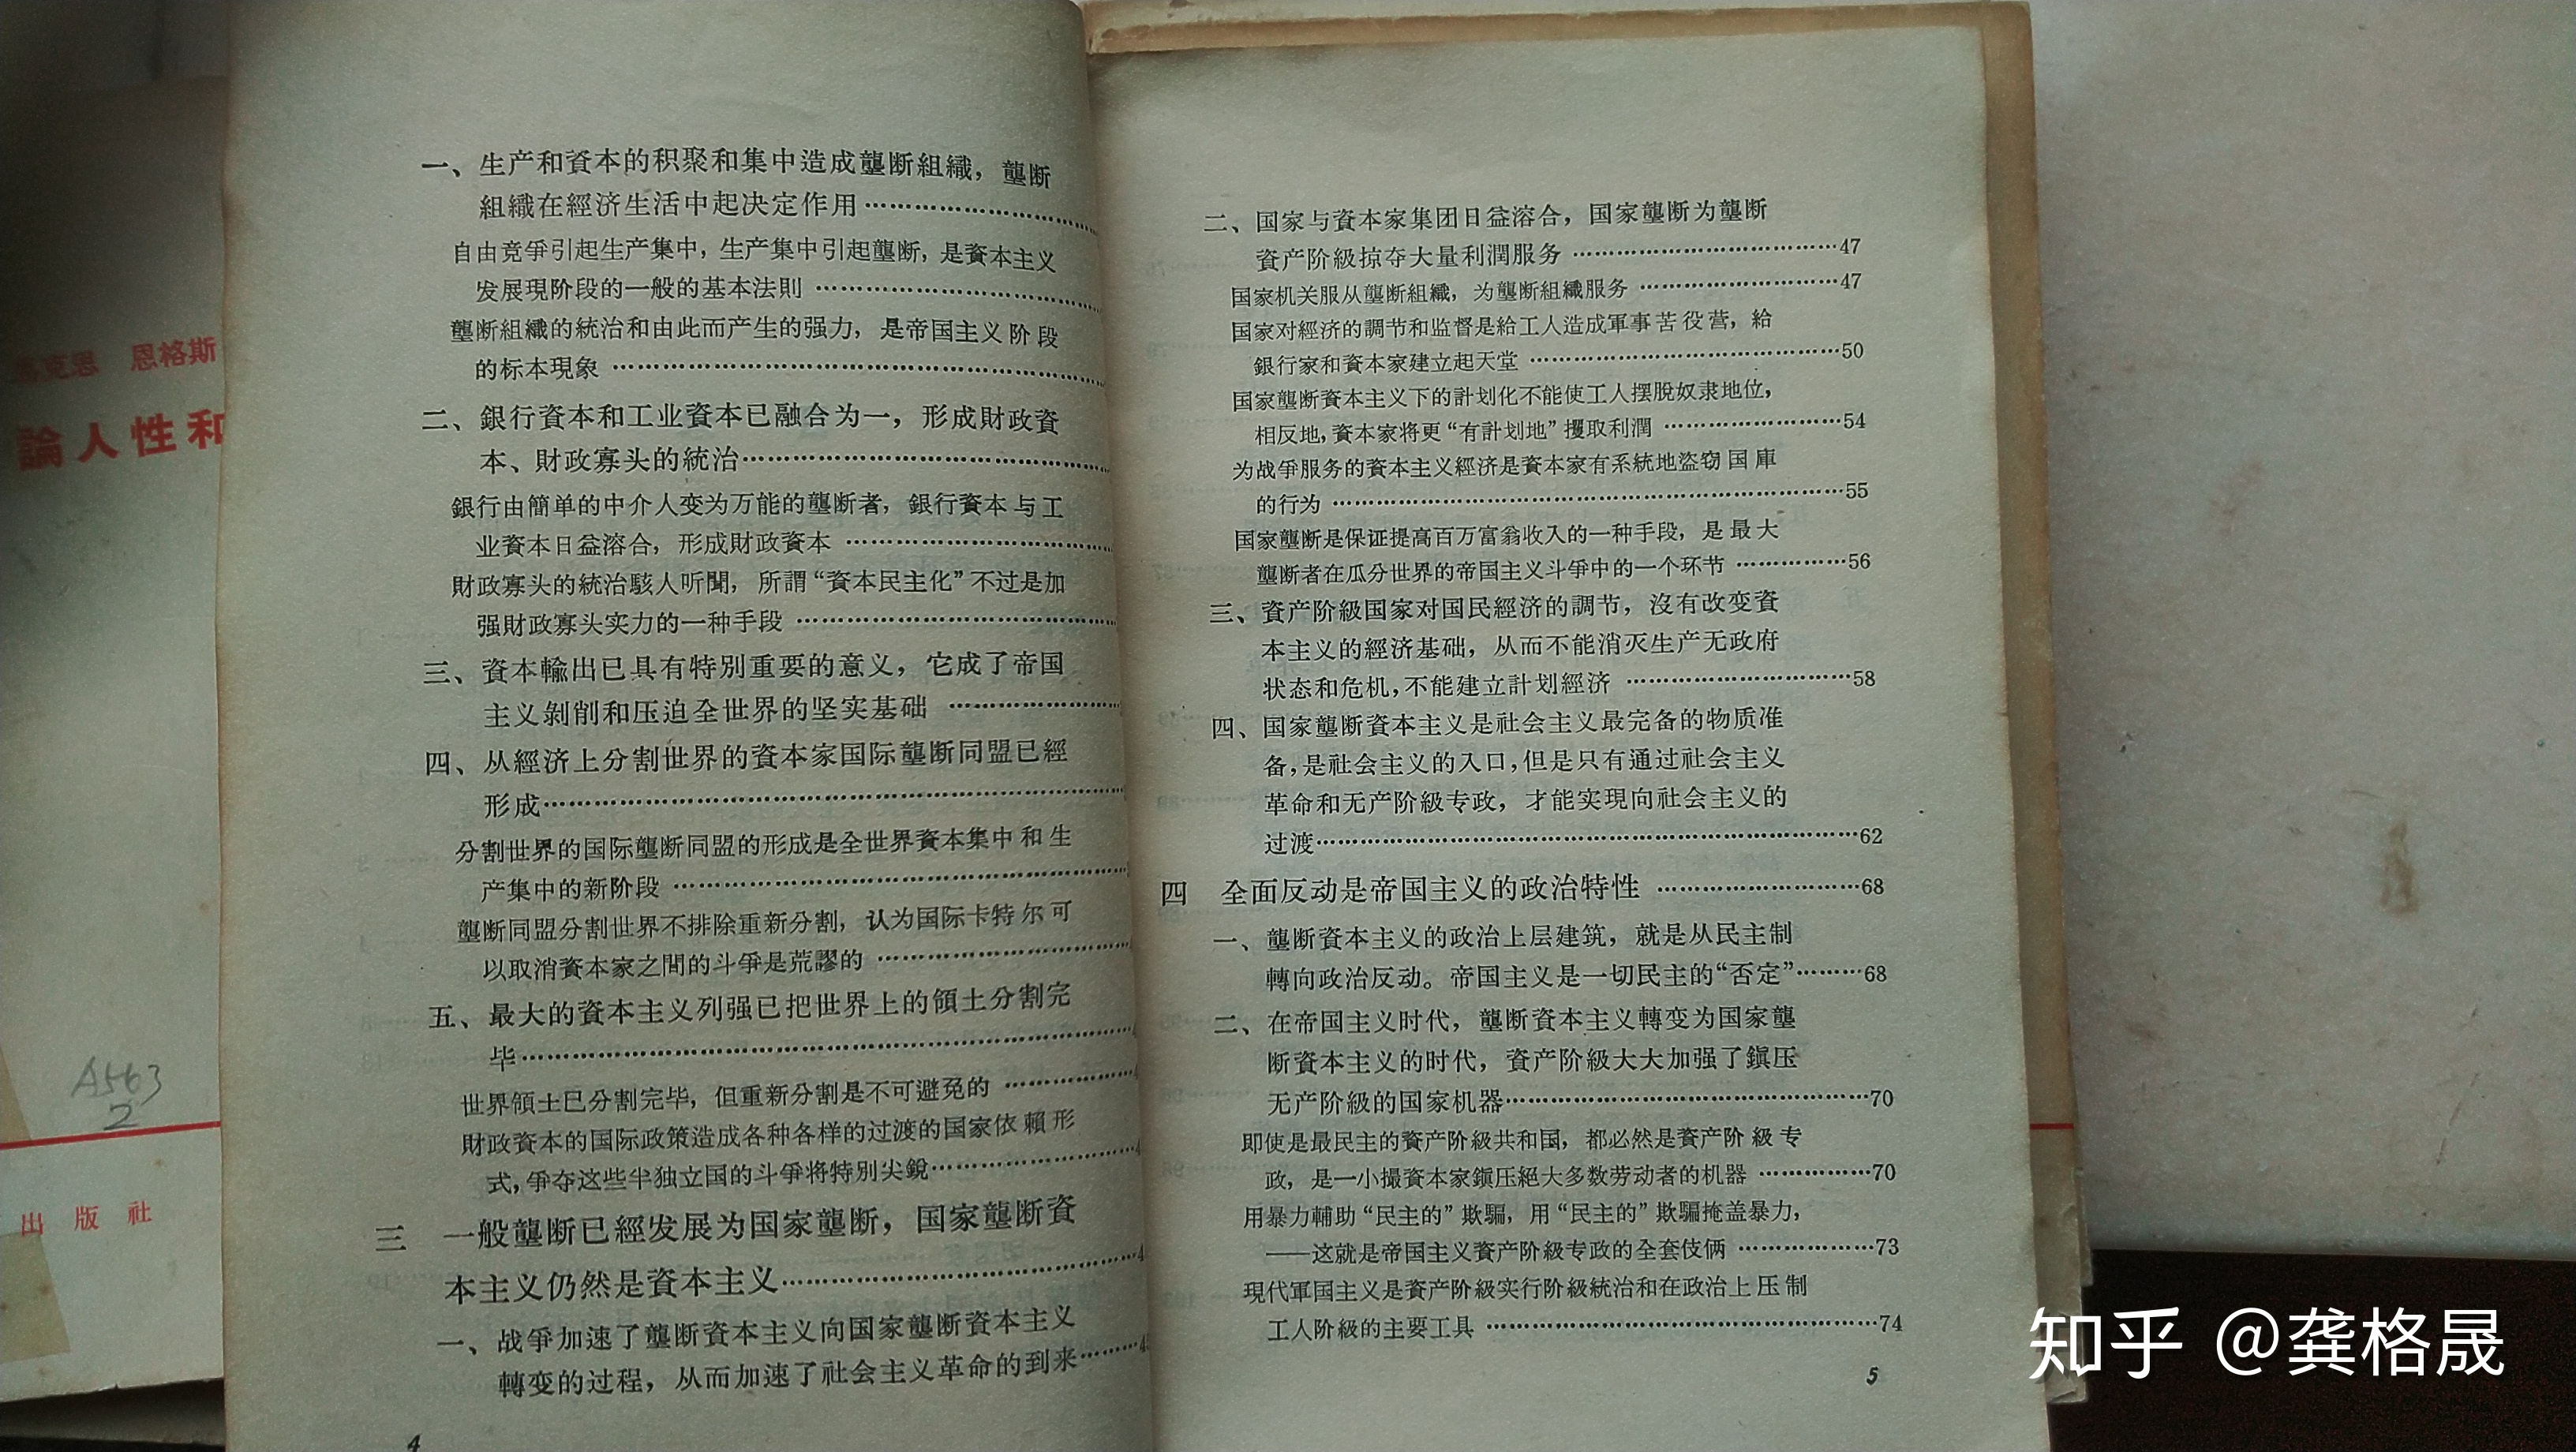 恩格斯
論人性和
A563
2
出版社
一、生产和資本的积聚和集中造成壟断組織，壟断
組織在經济生活中起决定作用
自由竞爭引起生产集中，生产集中引起壟断，是資本主义
发展現阶段的一般的基本法則
壟断組織的統治和由此而产生的强力，是帝国主义阶段
的标本現象
二、銀行資本和工业資本已融合为一，形成財政資
本、財政寡头的統治
銀行由簡单的中介人变为万能的壟断者，銀行資本与工
业資本日益溶合，形成財政資本
財政寡头的統治駭人听聞，所謂“資本民主化”不过是加
强財政寡头实力的一种手段
三、資本輸出已具有特別重要的意义，它成了帝国
主义剝削和压迫全世界的坚实基础
四、从經济上分割世界的資本家国际壟断同盟已經
形成
分割世界的国际壟断同盟的形成是全世界資本集中和生
产集中的新阶段
壟断同盟分割世界不排除重新分割，认为国际卡特尔可
以取消資本家之間的斗爭是荒謬的
五、最大的資本主义列强已把世界上的領土分割完
毕
世界領土已分割完毕，但重新分割是不可避免的
財政資本的国际政策造成各种各样的过渡的国家依賴形
式，爭夺这些半独立国的斗爭将特別尖銳
三 一般壟断已經发展为国家壟断，国家壟断資
本主义仍然是資本主义
一、战爭加速了壟断資本主义向国家壟断資本主义
轉变的过程，从而加速了社会主义革命的到来
4
二、国家与資本家集团日益溶合，国家壟断为壟断
資产阶級掠夺大量利潤服务…………47
国家机关服从壟断組織，为壟断組織服务…………47
国家对經济的調节和监督是給工人造成軍事苦役营，給
銀行家和資本家建立起天堂…………50
国家壟断資本主义下的計划化不能使工人摆脫奴隶地位，
相反地，資本家将更“有計划地”攫取利潤…………54
为战爭服务的資本主义經济是資本家有系統地盜窃国庫
的行为…………55
国家壟断是保证提高百万富翁收入的一种手段，是最大
壟断者在瓜分世界的帝国主义斗爭中的一个环节…………56
三、資产阶級国家对国民經济的調节，沒有改变資
本主义的經济基础，从而不能消灭生产无政府
状态和危机，不能建立計划經济…………58
四、国家壟断資本主义是社会主义最完备的物质准
备，是社会主义的入口，但是只有通过社会主义
革命和无产阶級专政，才能实現向社会主义的
过渡…………62
四 全面反动是帝国主义的政治特性…………68
一、壟断資本主义的政治上层建筑，就是从民主制
轉向政治反动。帝国主义是一切民主的“否定”………68
二、在帝国主义时代，壟断資本主义轉变为国家壟
断資本主义的时代，資产阶級大大加强了鎭压
无产阶級的国家机器…………70
即使是最民主的資产阶級共和国，都必然是資产阶級专
政，是一小撮資本家鎭压絕大多数劳动者的机器…………70
用暴力輔助“民主的”欺騙，用“民主的”欺騙掩盖暴力，
——这就是帝国主义資产阶級专政的全套伎俩…………73
現代軍国主义是資产阶級实行阶級統治和在政治上压制
工人阶級的主要工具…………74
5
知乎 @龚格晟